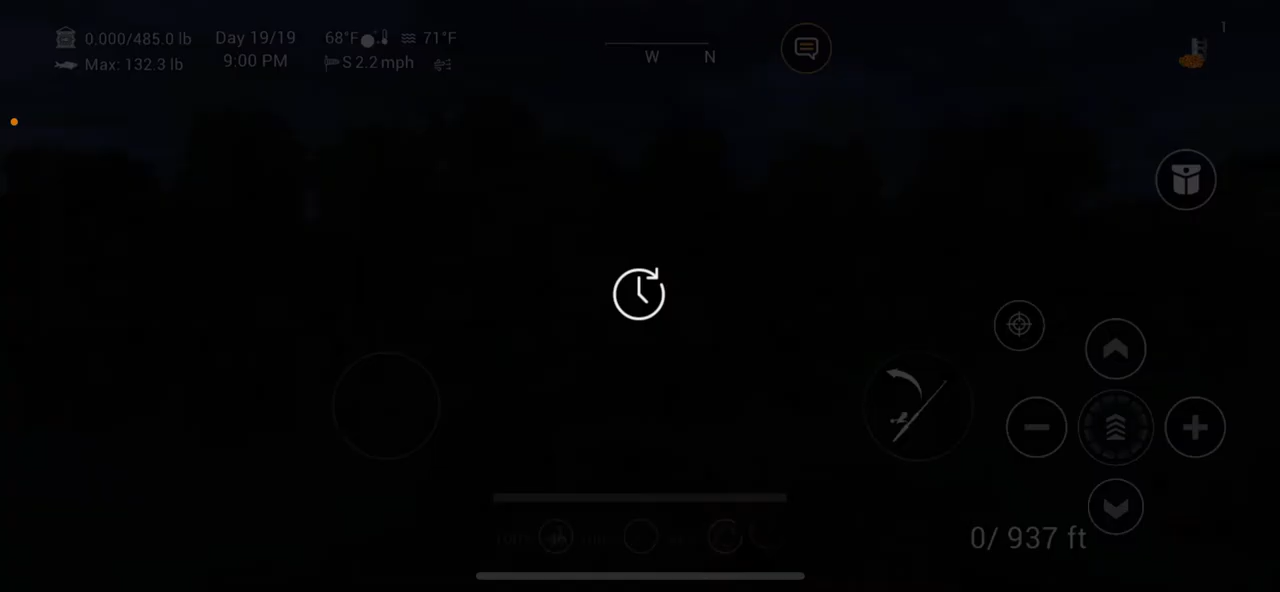 0.000/485.0 lb
Max: 132.3 lb
Day 19/19
9:00 PM
68°F
71°F
S 2.2 mph
W N
1
0/ 937 ft